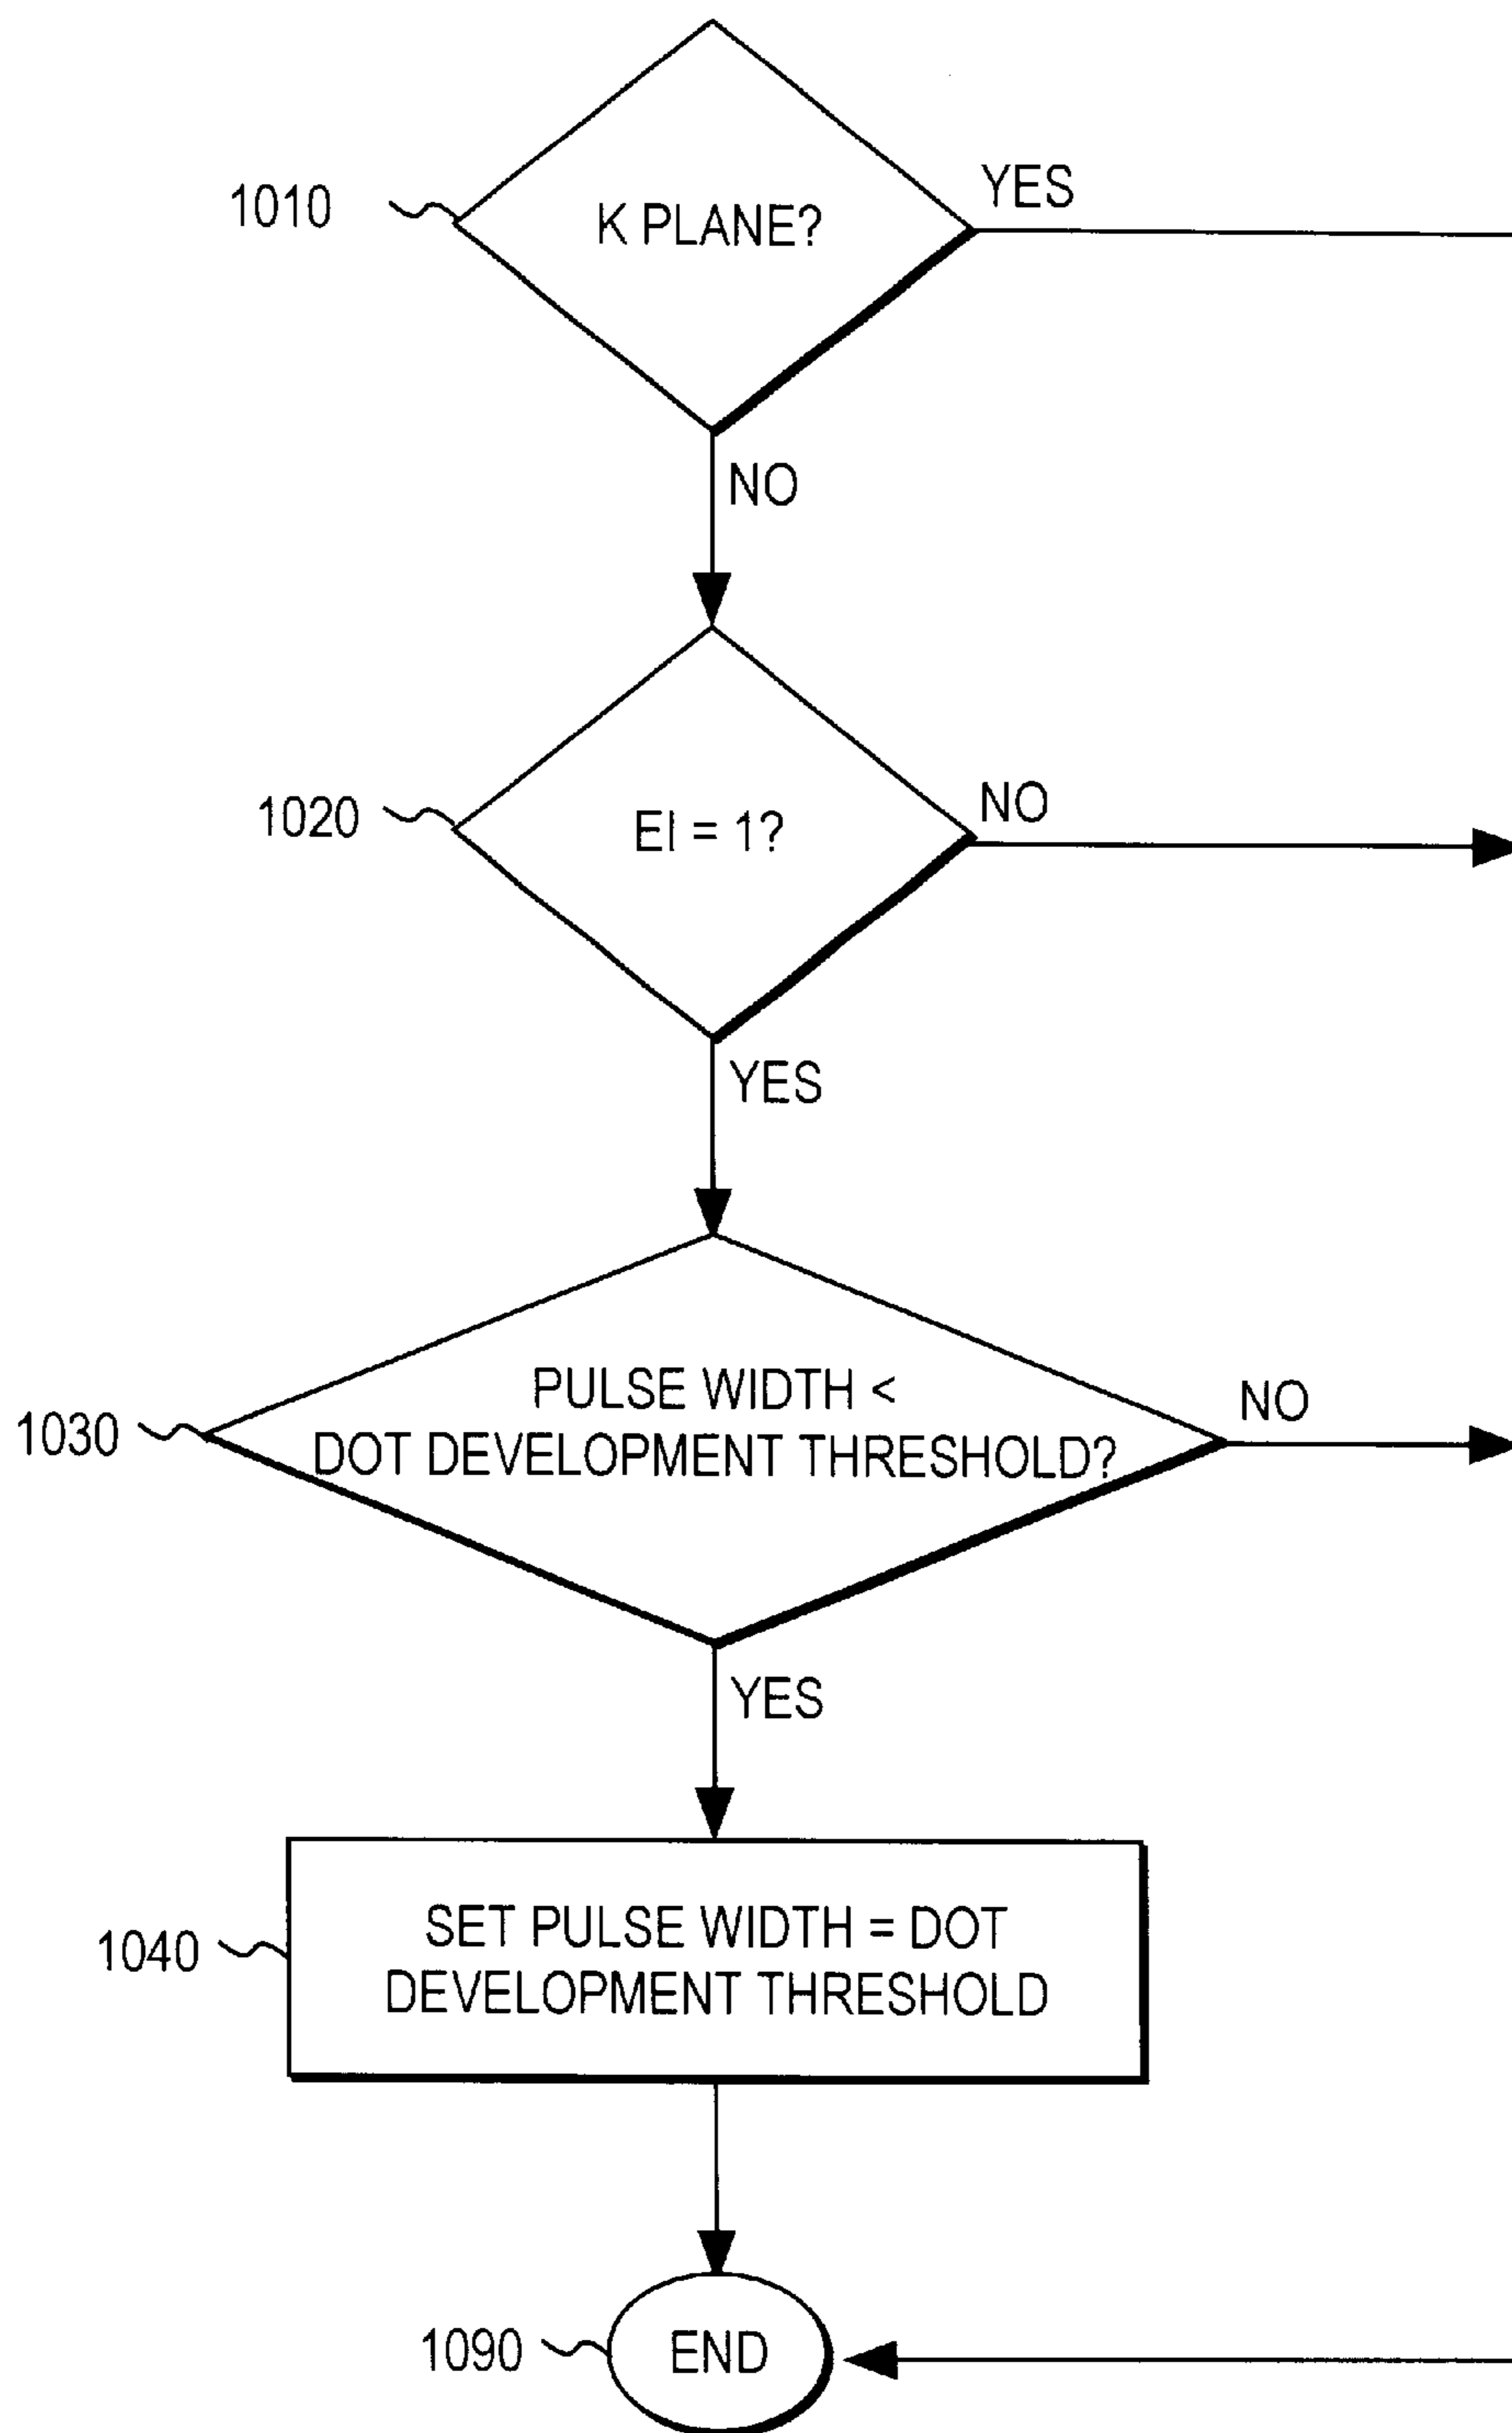 1010
K PLANE?
YES
NO
1020
EI = 1?
NO
YES
1030
PULSE WIDTH <
DOT DEVELOPMENT THRESHOLD?
NO
YES
1040
SET PULSE WIDTH = DOT
DEVELOPMENT THRESHOLD
1090
END